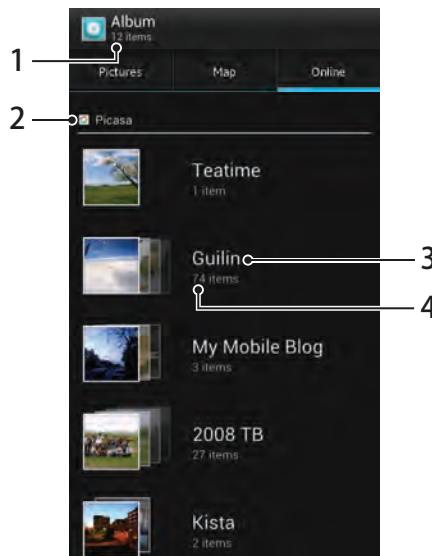 Album
12 items
1
Pictures Map Online
2
Picasa
Teatime
1 item
Guilin
3
74 items
4
My Mobile Blog
3 items
2008 TB
27 items
Kista
2 items